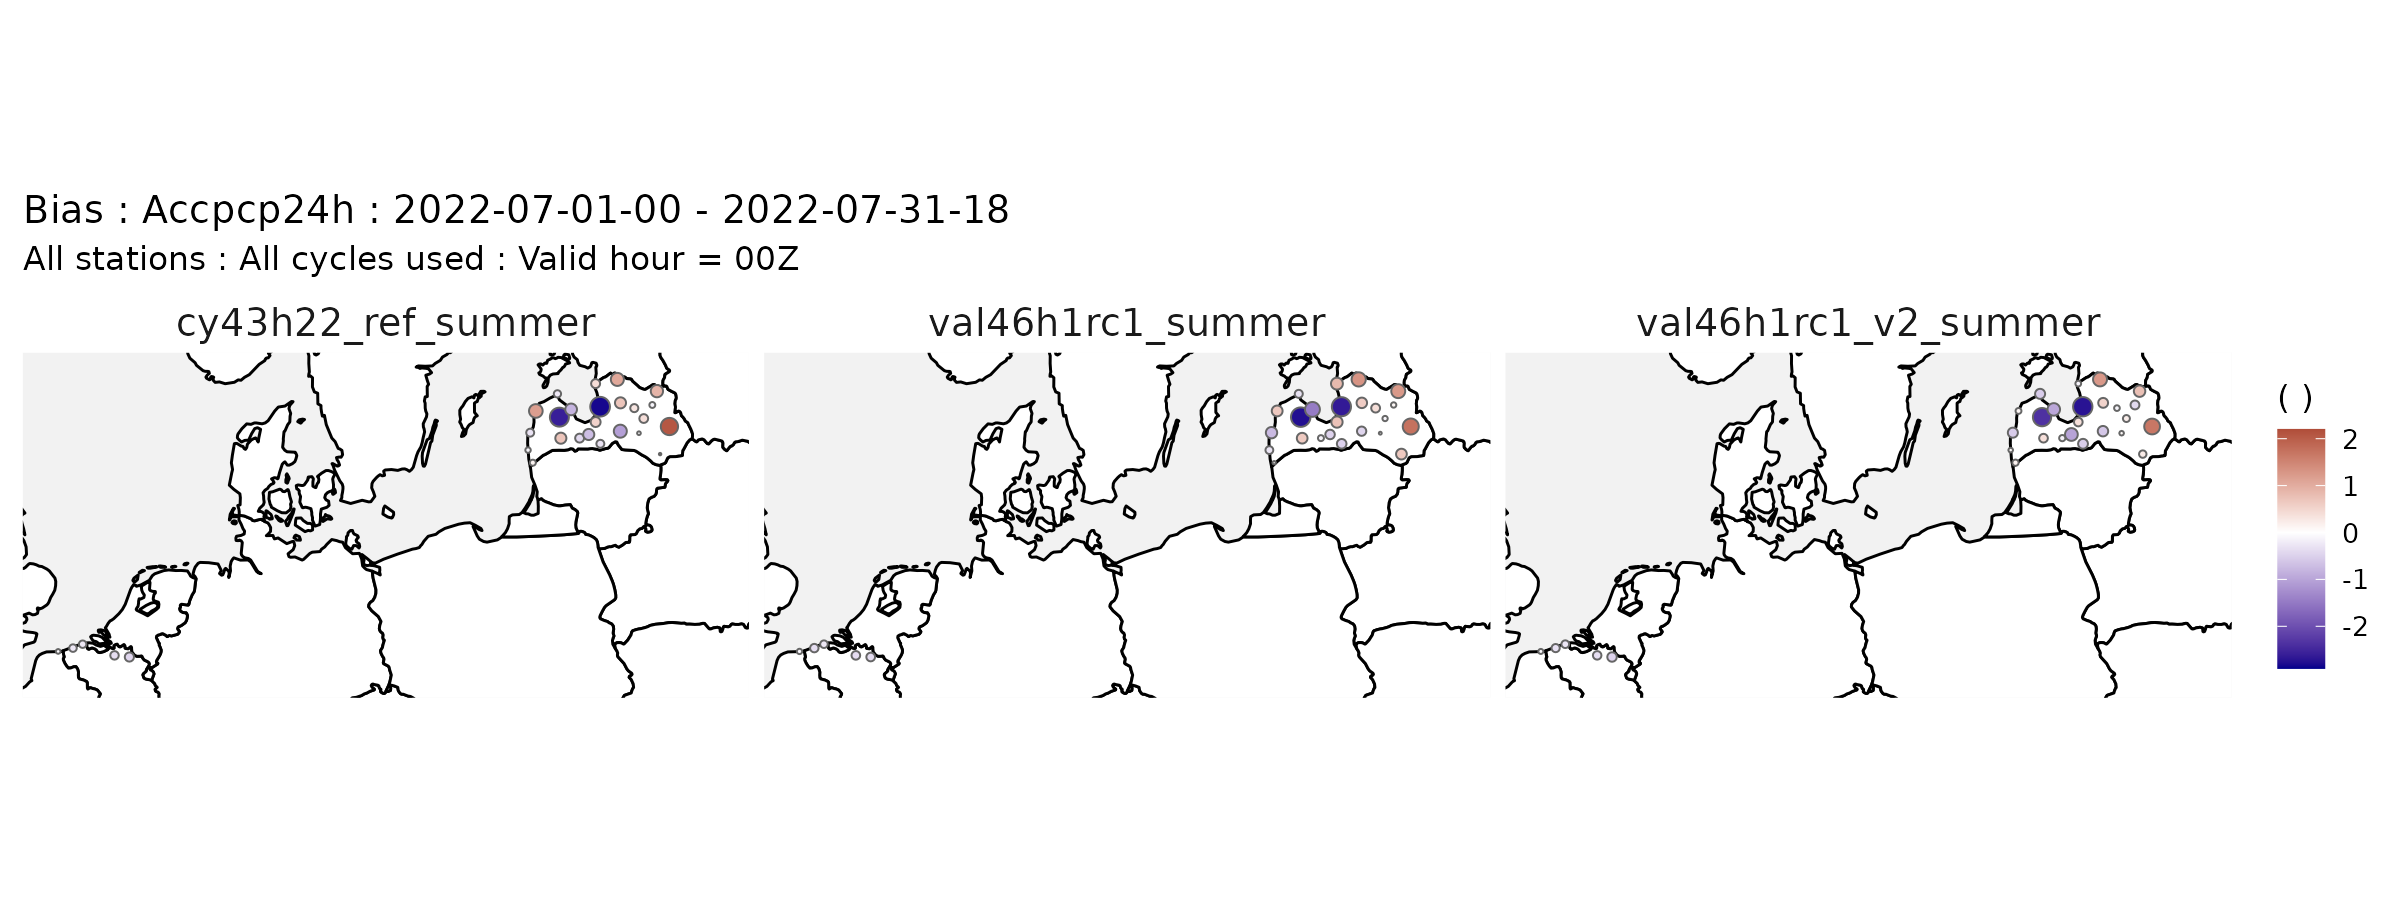 Bias : Accpcp24h : 2022-07-01-00 - 2022-07-31-18
All stations : All cycles used : Valid hour = 00Z
cy43h22_ref_summer
val46h1rc1_summer
val46h1rc1_v2_summer
( )
2
1
0
-1
-2